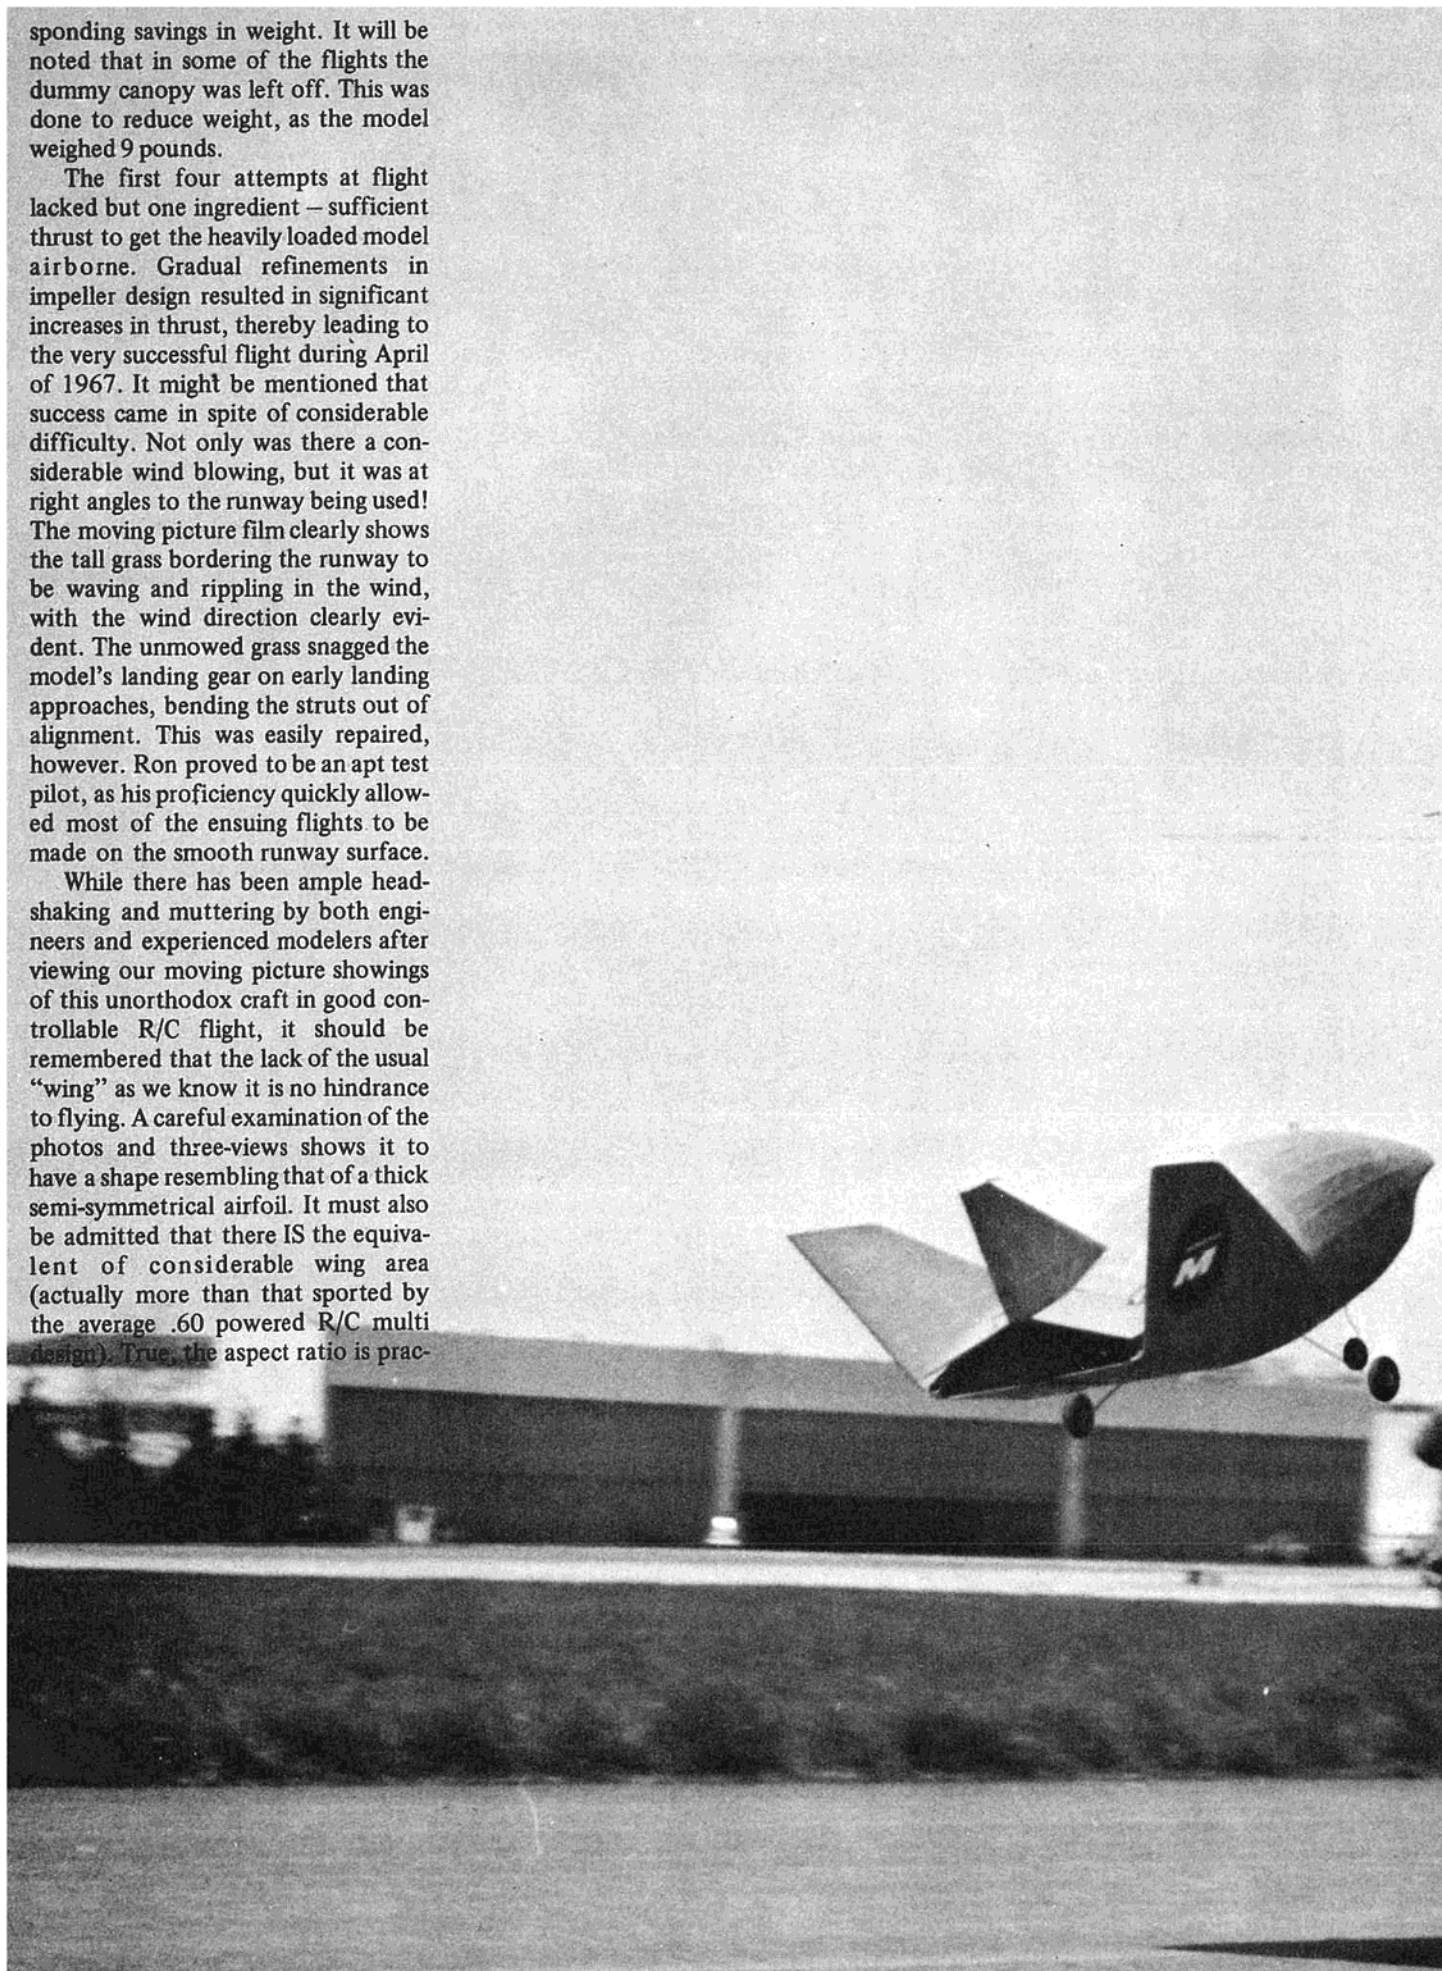 sponding savings in weight. It will be
noted that in some of the flights the
dummy canopy was left off. This was
done to reduce weight, as the model
weighed 9 pounds.
The first four attempts at flight
lacked but one ingredient — sufficient
thrust to get the heavily loaded model
airborne. Gradual refinements in
impeller design resulted in significant
increases in thrust, thereby leading to
the very successful flight during April
of 1967. It might be mentioned that
success came in spite of considerable
difficulty. Not only was there a con-
siderable wind blowing, but it was at
right angles to the runway being used!
The moving picture film clearly shows
the tall grass bordering the runway to
be waving and rippling in the wind,
with the wind direction clearly evi-
dent. The unmowed grass snagged the
model's landing gear on early landing
approaches, bending the struts out of
alignment. This was easily repaired,
however. Ron proved to be an apt test
pilot, as his proficiency quickly allow-
ed most of the ensuing flights to be
made on the smooth runway surface.
While there has been ample head-
shaking and muttering by both engi-
neers and experienced modelers after
viewing our moving picture showings
of this unorthodox craft in good con-
trollable R/C flight, it should be
remembered that the lack of the usual
“wing” as we know it is no hindrance
to flying. A careful examination of the
photos and three-views shows it to
have a shape resembling that of a thick
semi-symmetrical airfoil. It must also
be admitted that there IS the equiva-
lent of considerable wing area
(actually more than that sported by
the average .60 powered R/C multi
design). True, the aspect ratio is prac-
M